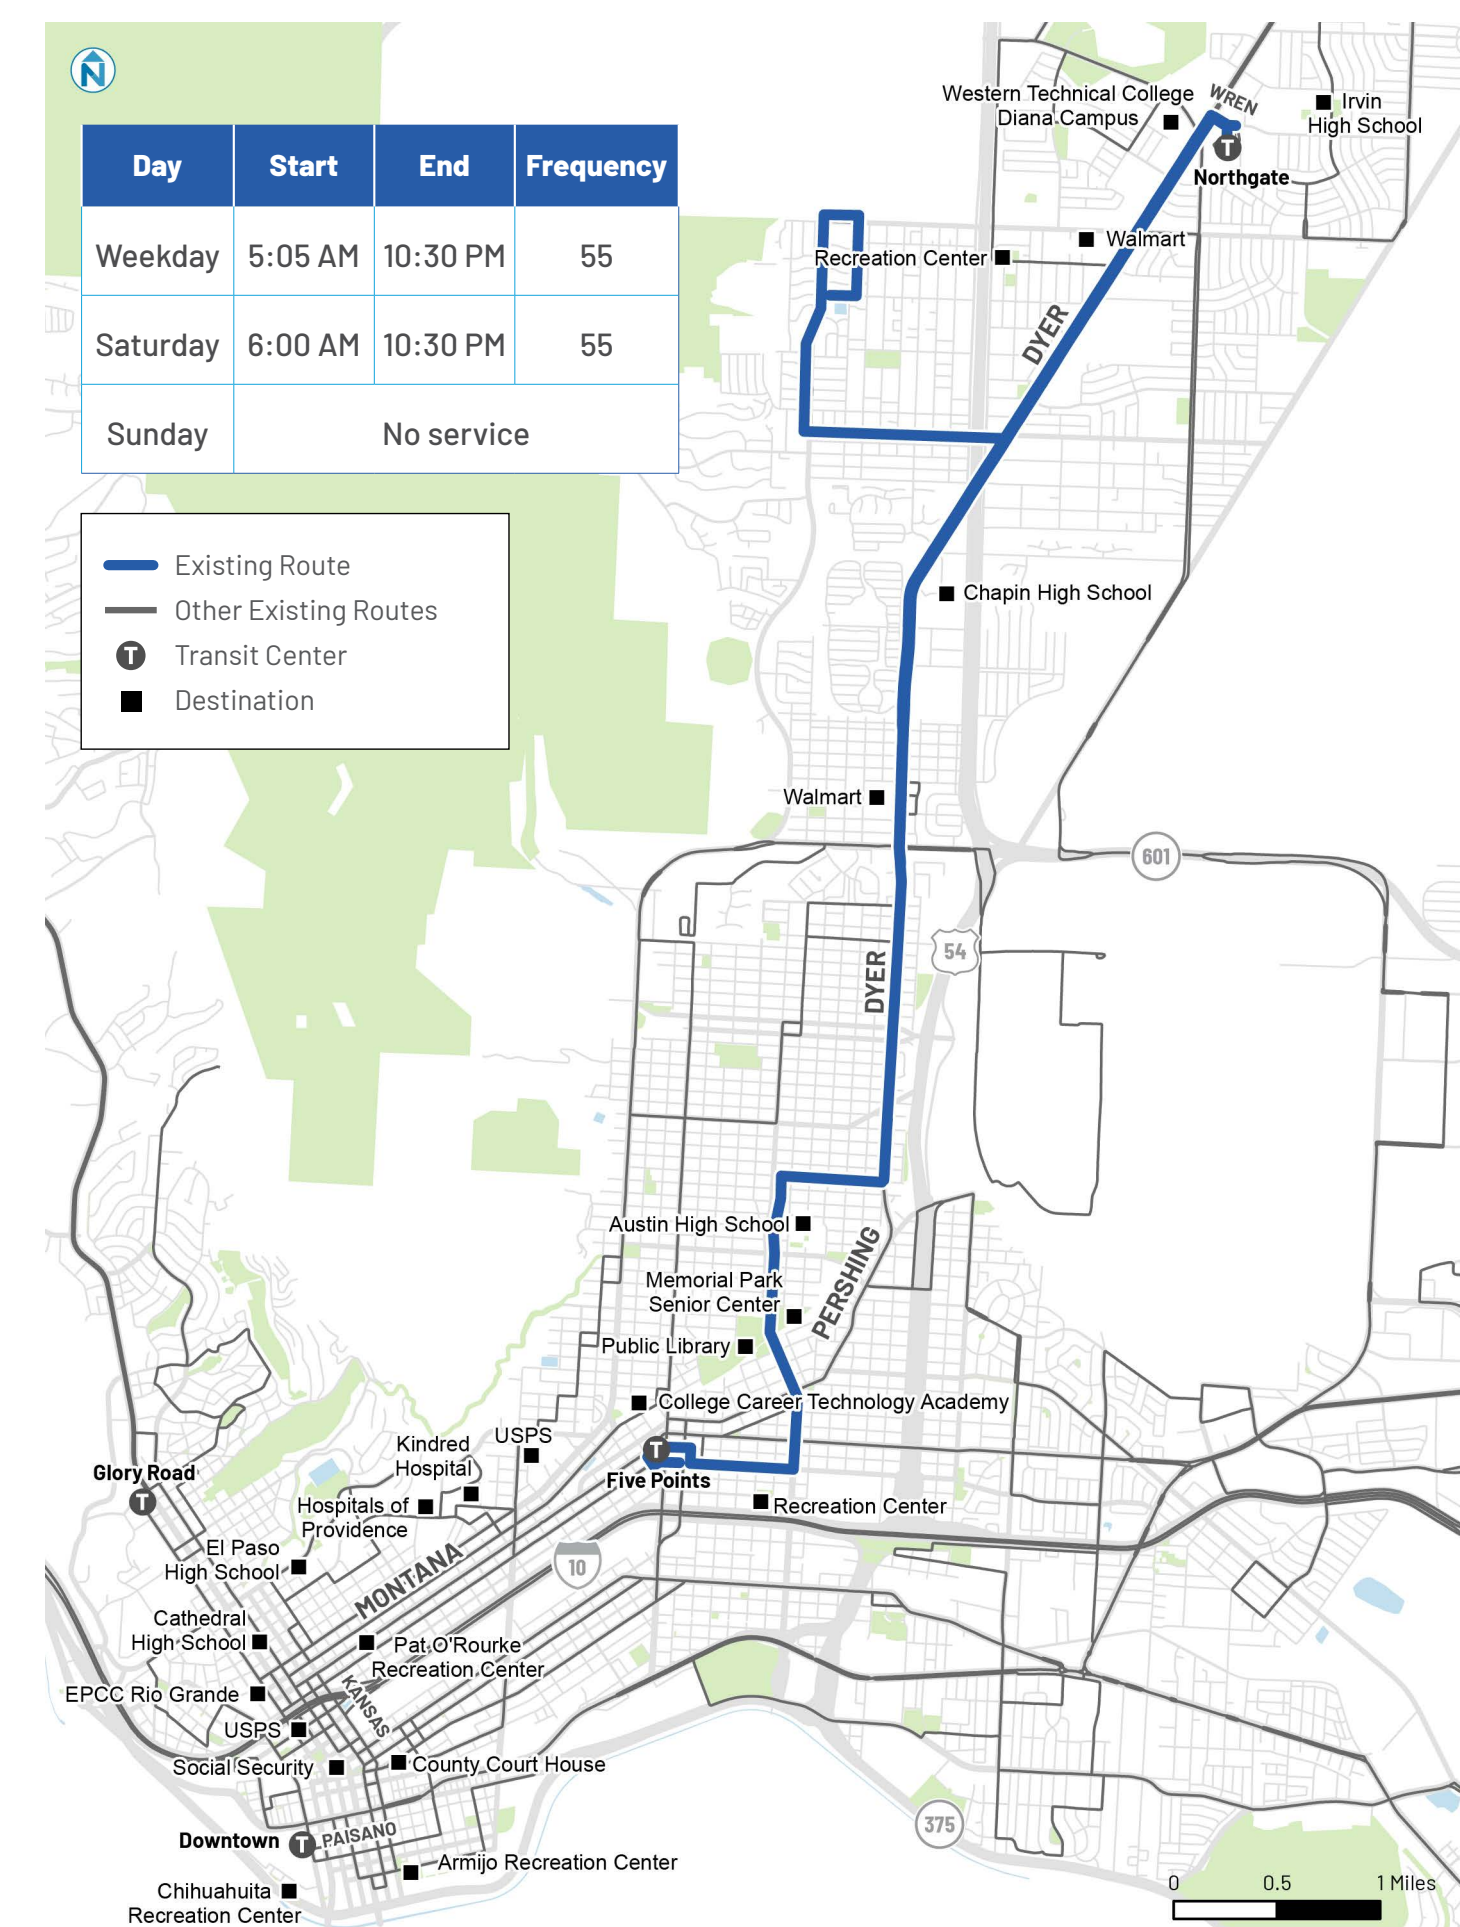 N
Day Start End Frequency
Weekday 5:05 AM 10:30 PM 55
Saturday 6:00 AM 10:30 PM 55
Sunday No service
Existing Route
Other Existing Routes
T Transit Center
Destination
Western Technical College
Diana Campus
WREN
Irvin
High School
T
Northgate
Walmart
Recreation Center
DYER
Chapin High School
Walmart
601
54
DYER
Austin High School
PERSHING
Memorial Park
Senior Center
Public Library
College Career Technology Academy
USPS
Kindred
Hospital
T
Five Points
Glory Road
T
Hospitals of
Providence
Recreation Center
El Paso
High School
10
MONTANA
Cathedral
High School
Pat O'Rourke
Recreation Center
EPCC Rio Grande
KANSAS
USPS
Social Security
County Court House
375
Downtown
T
PAISANO
Armijo Recreation Center
Chihuahuita
Recreation Center
0 0.5 1 Miles